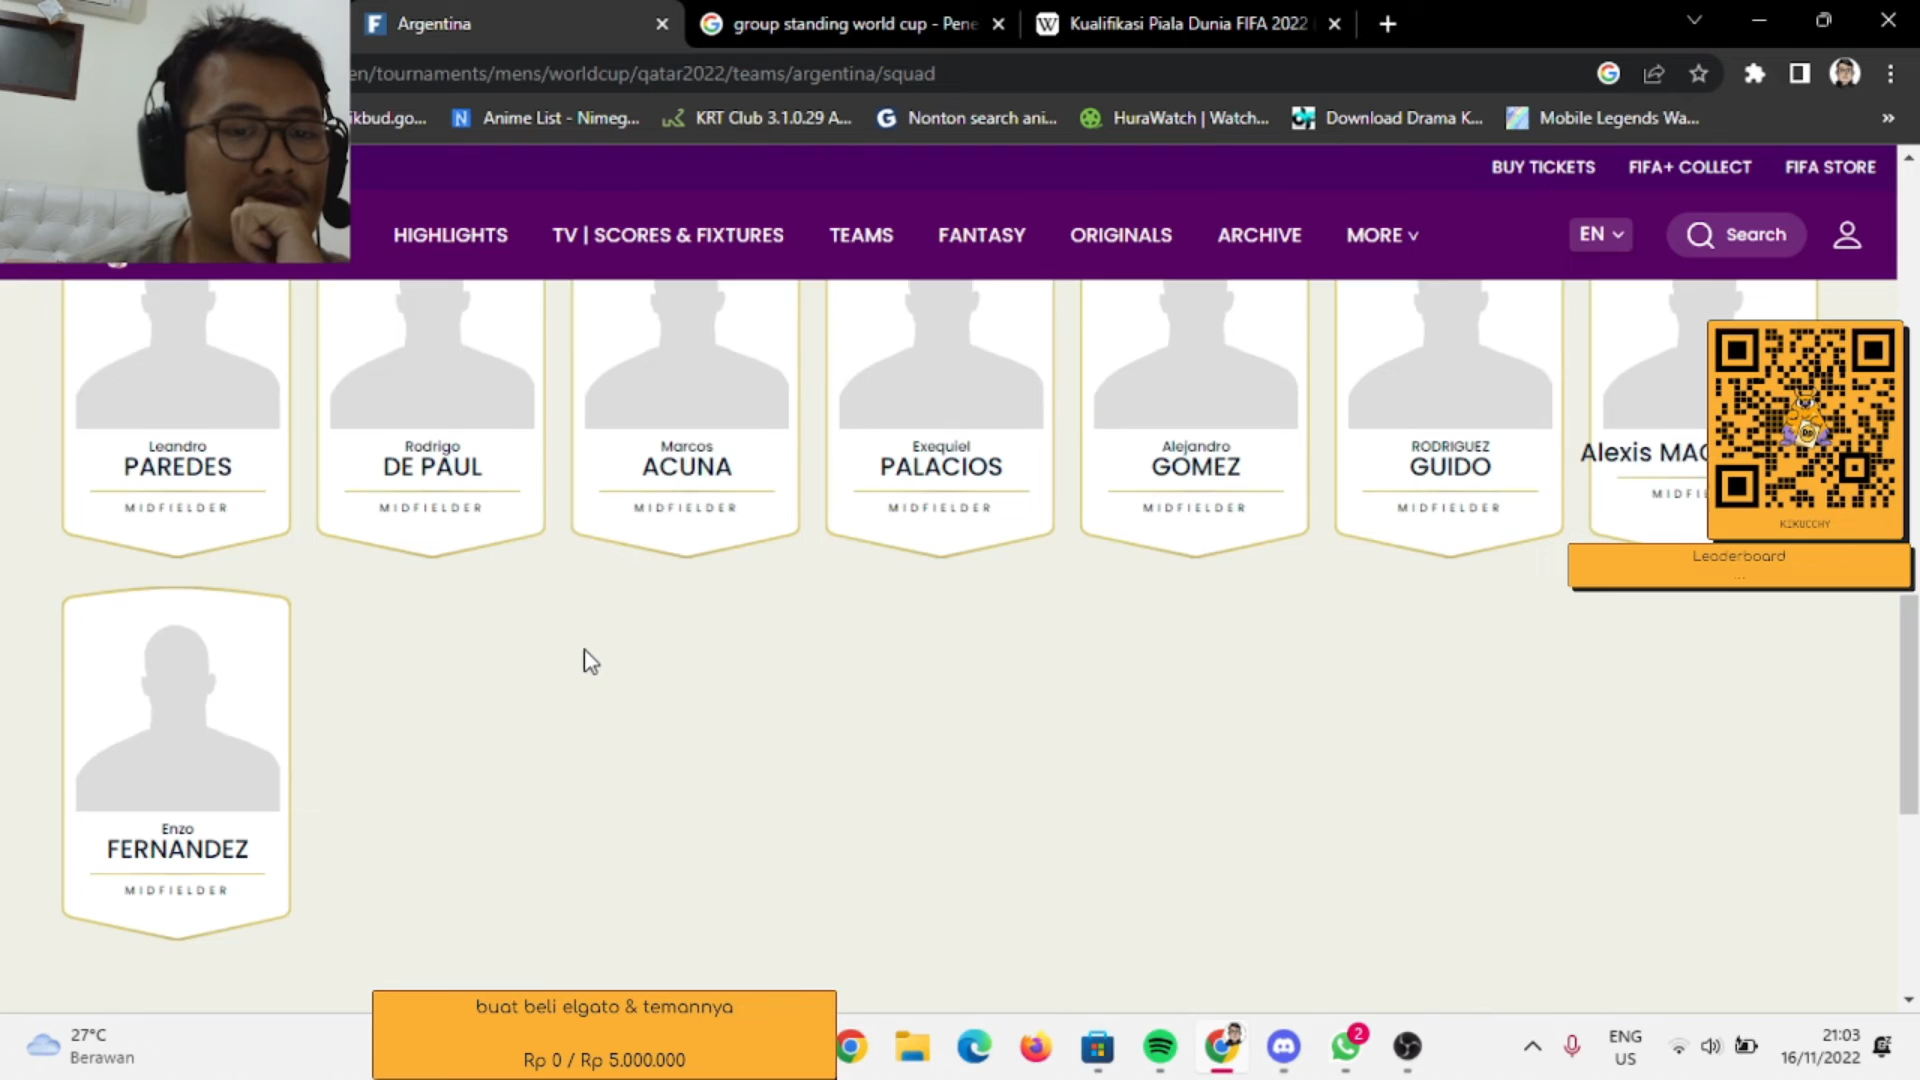 Argentina
group standing world cup - Pene
Kualifikasi Piala Dunia FIFA 2022
en/tournaments/mens/worldcup/qatar2022/teams/argentina/squad
ikbud.go...
Anime List - Nimeg...
KRT Club 3.1.0.29 A...
Nonton search ani...
HuraWatch | Watch...
Download Drama K...
Mobile Legends Wa...
»
BUY TICKETS
FIFA+ COLLECT
FIFA STORE
HIGHLIGHTS
TV | SCORES & FIXTURES
TEAMS
FANTASY
ORIGINALS
ARCHIVE
MORE
EN
Search
Leandro
PAREDES
MIDFIELDER
Rodrigo
DE PAUL
MIDFIELDER
Marcos
ACUNA
MIDFIELDER
Exequiel
PALACIOS
MIDFIELDER
Alejandro
GOMEZ
MIDFIELDER
RODRIGUEZ
GUIDO
MIDFIELDER
Alexis MAC
MIDFI
KIKUCCHY
Leaderboard
...
Enzo
FERNANDEZ
MIDFIELDER
buat beli elgato & temannya
Rp 0 / Rp 5.000.000
27°C
Berawan
2
ENG
US
21:03
16/11/2022